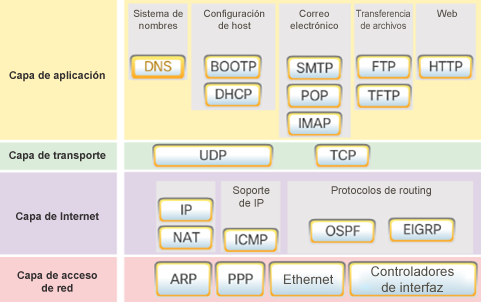 Sistema de
nombres
Configuración
de host
Correo
electrónico
Transferencia
de archivos
Web
Capa de aplicación
DNS
BOOTP
SMTP
FTP
HTTP
DHCP
POP
TFTP
IMAP
Capa de transporte
UDP
TCP
Capa de Internet
Soporte
de IP
Protocolos de routing
IP
NAT
ICMP
OSPF
EIGRP
Capa de acceso
de red
ARP
PPP
Ethernet
Controladores
de interfaz